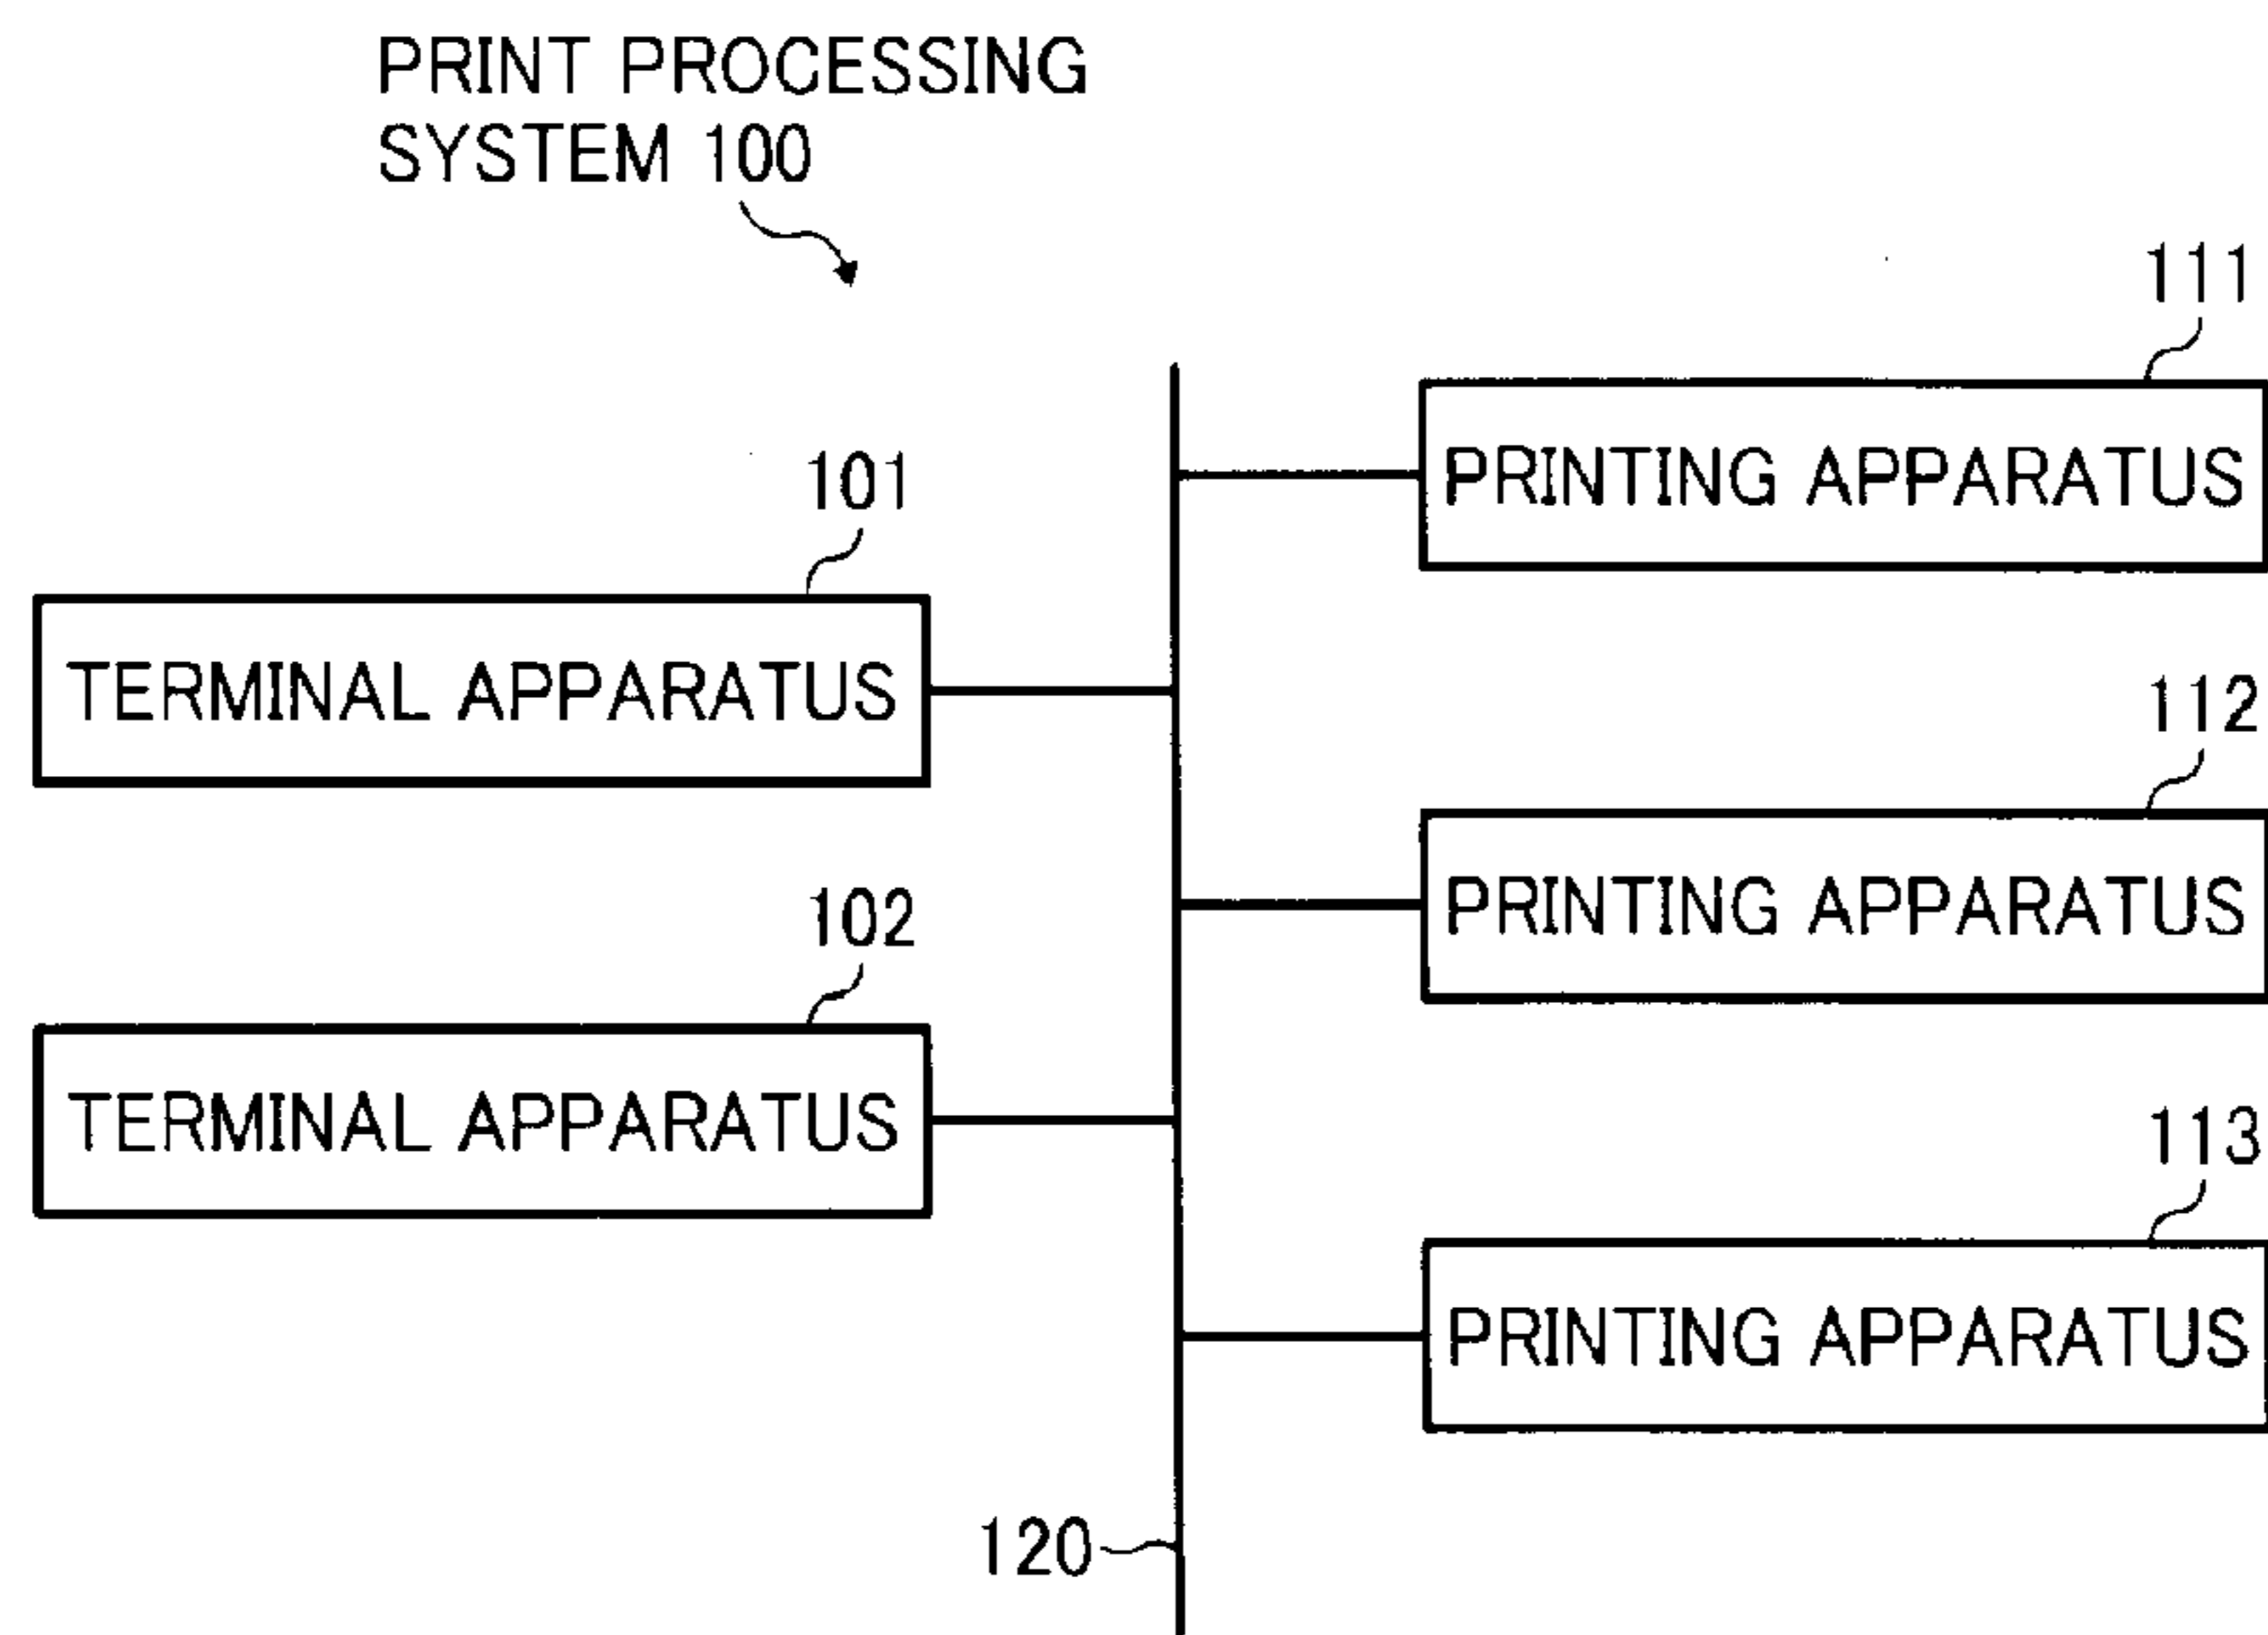 PRINT PROCESSING
SYSTEM 100
111
PRINTING APPARATUS
101
TERMINAL APPARATUS
112
PRINTING APPARATUS
102
TERMINAL APPARATUS
113
PRINTING APPARATUS
120